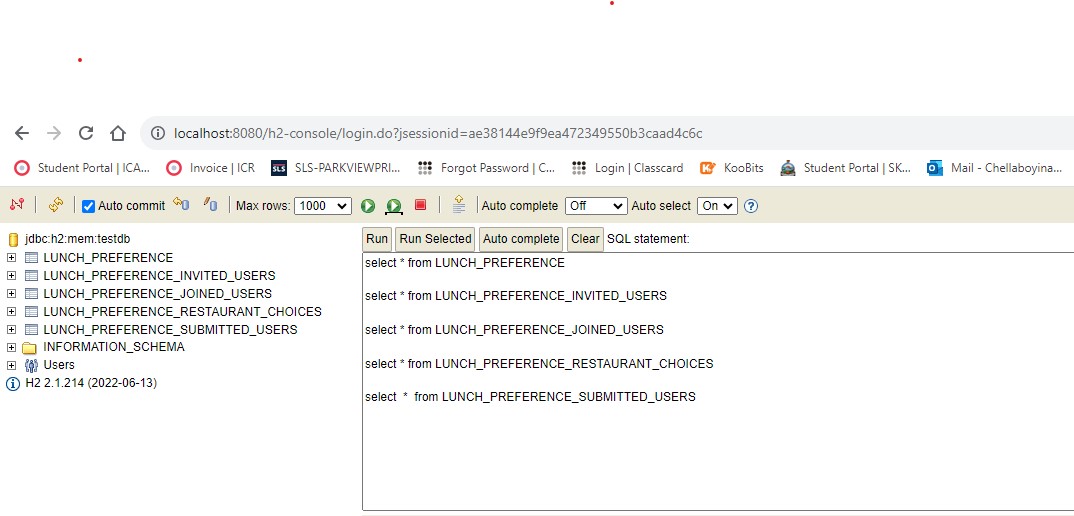 localhost:8080/h2-console/login.do?jsessionid=ae38144e9f9ea472349550b3caad4c6c
Student Portal | ICA... Invoice | ICR SLS SLS-PARKVIEWPRI... Forgot Password | C... Login | Classcard KooBits Student Portal | SK... Mail - Chellaboyina...
Auto commit Max rows: 1000 Auto complete Off Auto select On ?
jdbc:h2:mem:testdb
LUNCH_PREFERENCE
LUNCH_PREFERENCE_INVITED_USERS
LUNCH_PREFERENCE_JOINED_USERS
LUNCH_PREFERENCE_RESTAURANT_CHOICES
LUNCH_PREFERENCE_SUBMITTED_USERS
INFORMATION_SCHEMA
Users
H2 2.1.214 (2022-06-13)
Run Run Selected Auto complete Clear SQL statement:
select * from LUNCH_PREFERENCE
select * from LUNCH_PREFERENCE_INVITED_USERS
select * from LUNCH_PREFERENCE_JOINED_USERS
select * from LUNCH_PREFERENCE_RESTAURANT_CHOICES
select  *  from LUNCH_PREFERENCE_SUBMITTED_USERS